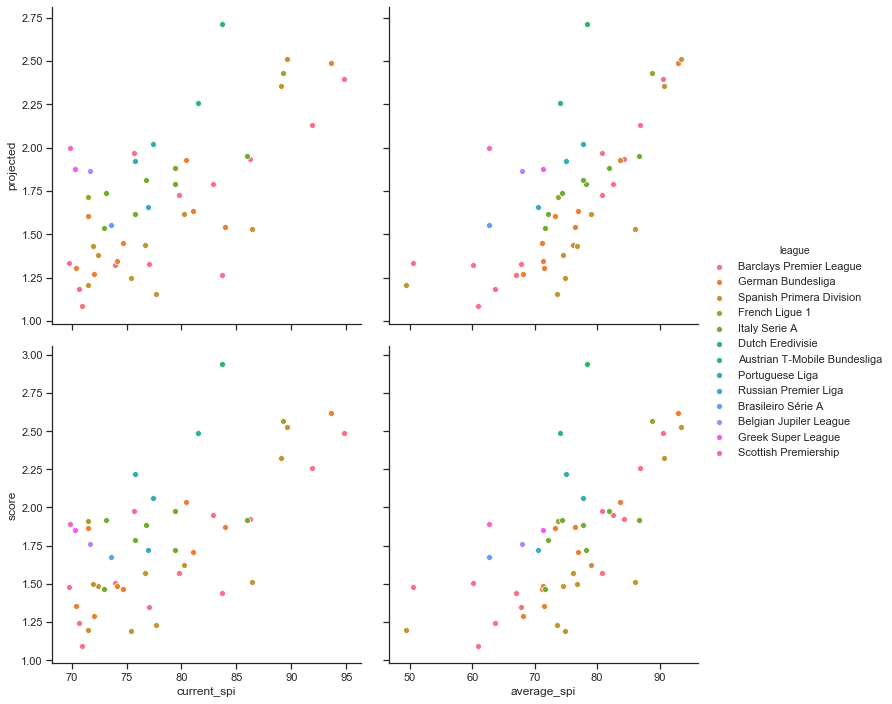 2.75
2.50
2.25
2.00
1.75
1.50
1.25
1.00
projected
league
Barclays Premier League
German Bundesliga
Spanish Primera Division
French Ligue 1
Italy Serie A
Dutch Eredivisie
Austrian T-Mobile Bundesliga
Portuguese Liga
Russian Premier Liga
Brasileiro Série A
Belgian Jupiler League
Greek Super League
Scottish Premiership
3.00
2.75
2.50
2.25
2.00
1.75
1.50
1.25
1.00
score
70 75 80 85 90 95
current_spi
50 60 70 80 90
average_spi